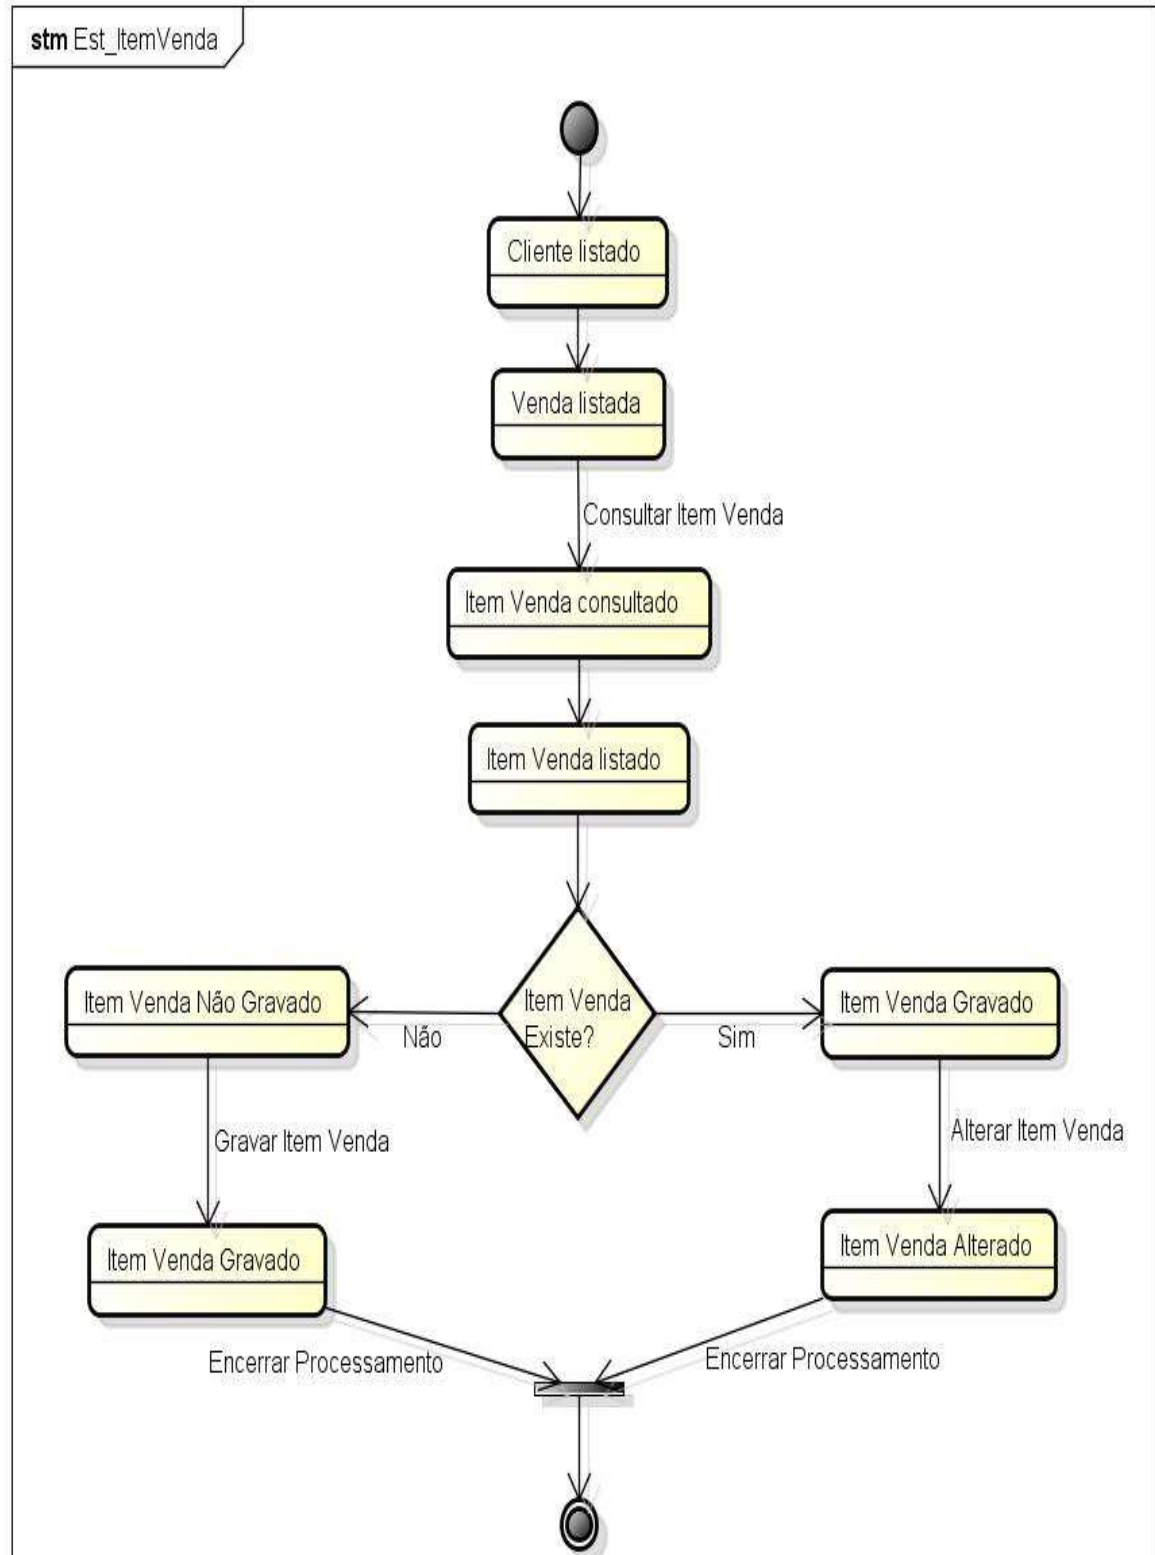 stm Est_ItemVenda
Cliente listado
Venda listada
Consultar Item Venda
Item Venda consultado
Item Venda listado
Item Venda Não Gravado
Não
Item Venda
Existe?
Sim
Item Venda Gravado
Gravar Item Venda
Alterar Item Venda
Item Venda Gravado
Item Venda Alterado
Encerrar Processamento
Encerrar Processamento